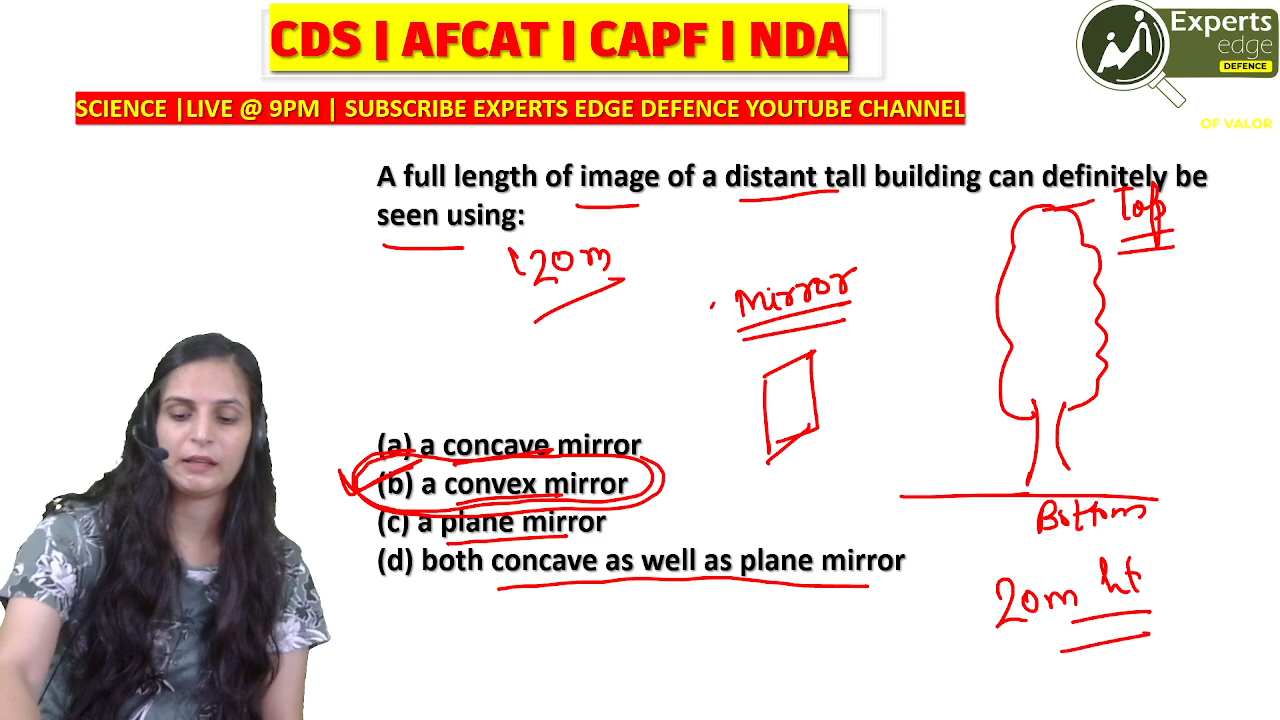 CDS | AFCAT | CAPF | NDA
Experts
edge
DEFENCE
SCIENCE |LIVE @ 9PM | SUBSCRIBE EXPERTS EDGE DEFENCE YOUTUBE CHANNEL
OF VALOR
A full length of image of a distant tall building can definitely be
seen using:
Top
20m
Mirror
(a) a concave mirror
(b) a convex mirror
(c) a plane mirror
Bottom
(d) both concave as well as plane mirror
20m ht